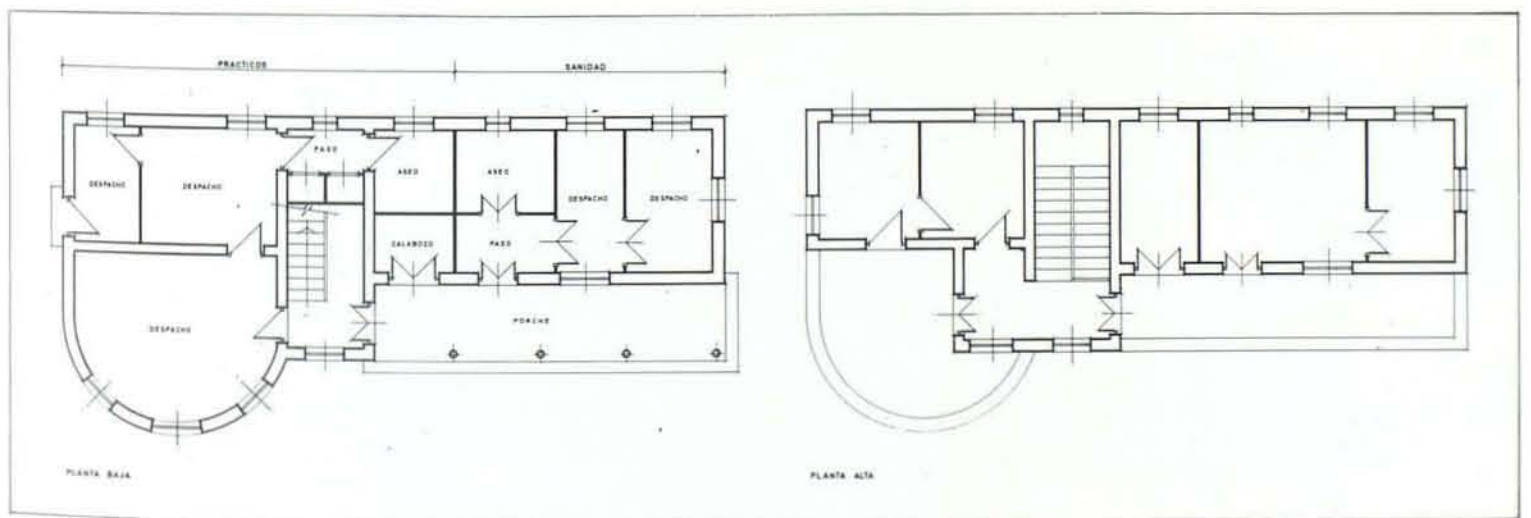 PRACTICOS
SANIDAD
PASO
DESPACHO
DESPACHO
ASEO
ASEO
DESPACHO
DESPACHO
CALABOZO
PASO
DESPACHO
PORCHE
PLANTA BAJA
PLANTA ALTA